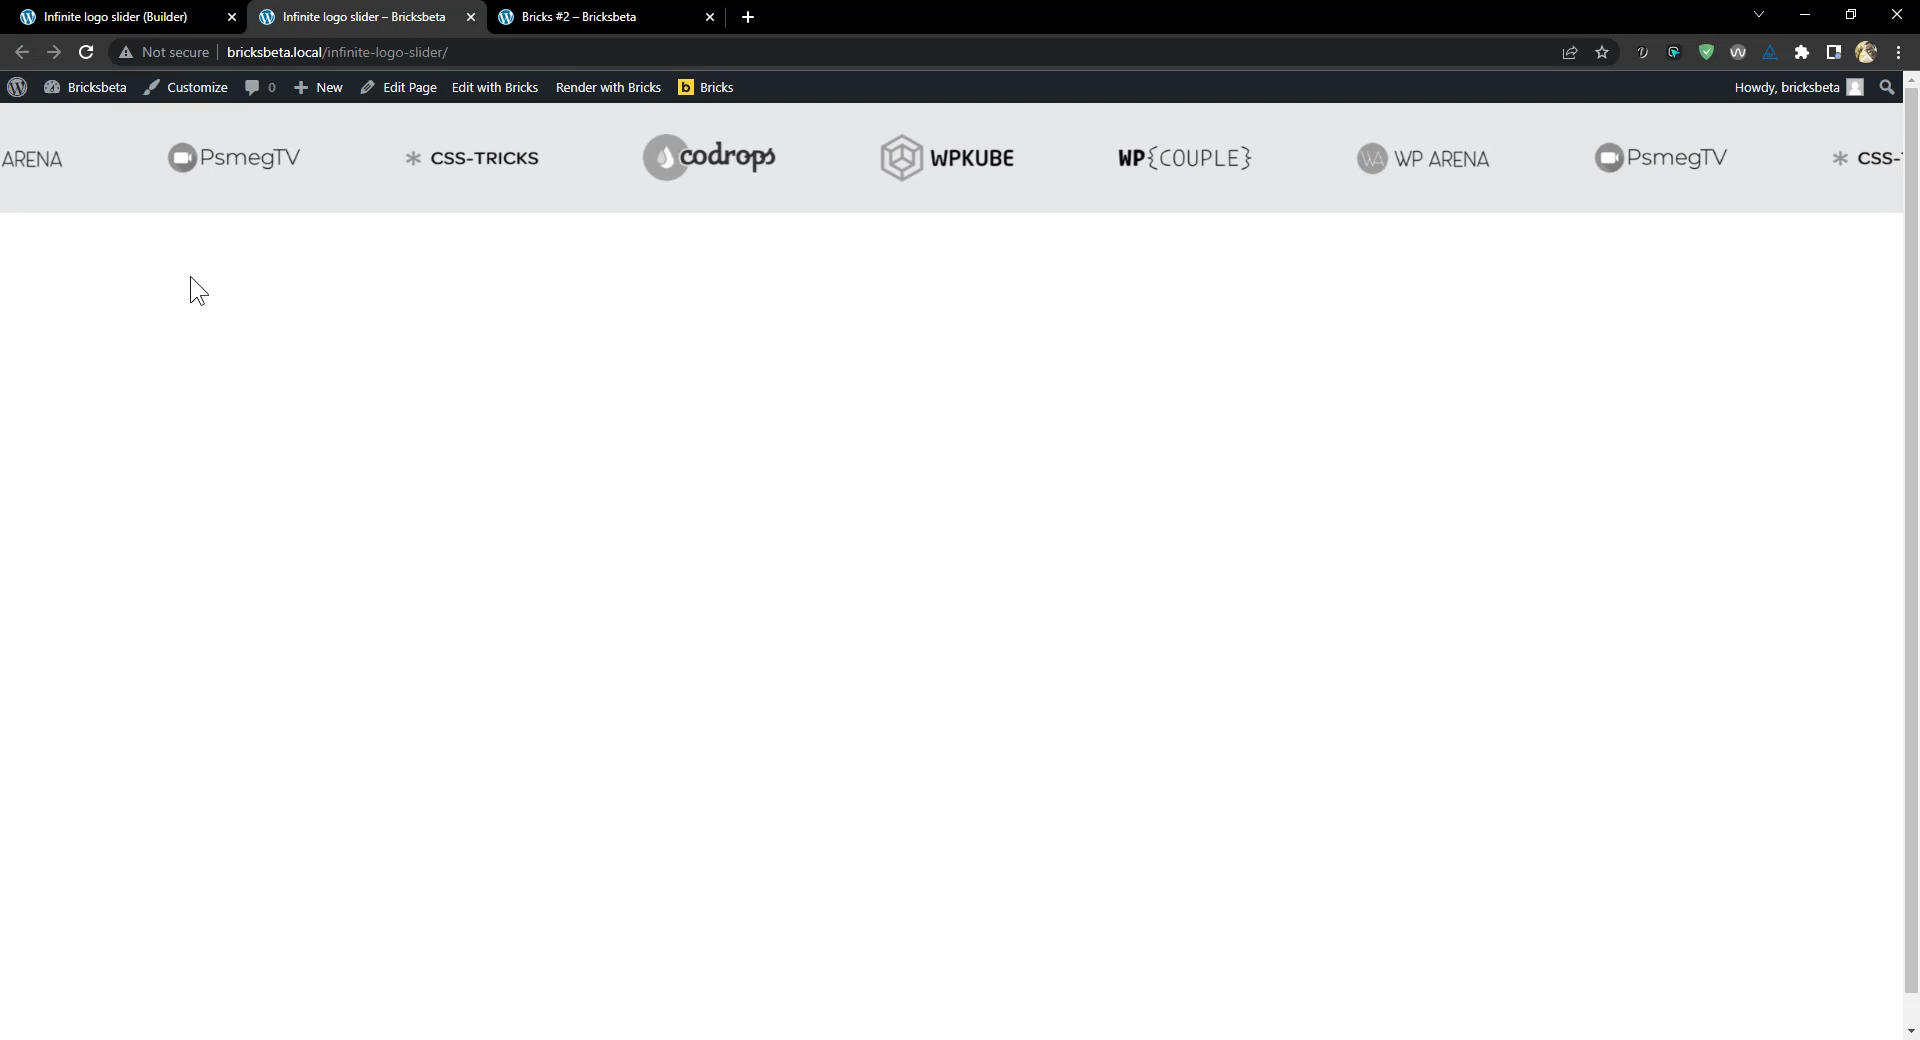 Infinite logo slider (Builder)
Infinite logo slider – Bricksbeta
Bricks #2 – Bricksbeta
Not secure
bricksbeta.local/infinite-logo-slider/
Bricksbeta
Customize
0
New
Edit Page
Edit with Bricks
Render with Bricks
b Bricks
Howdy, bricksbeta
ARENA
PsmegTV
* CSS-TRICKS
codrops
WPKUBE
WP{COUPLE}
WA WP ARENA
PsmegTV
* CSS-